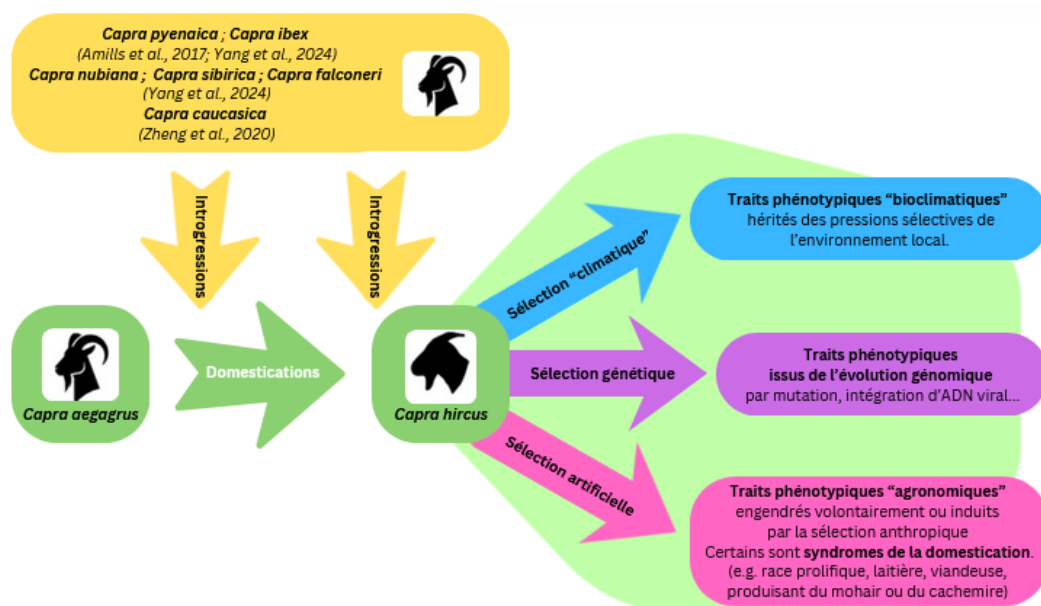 Capra pyenaica ; Capra ibex
(Amills et al., 2017; Yang et al., 2024)
Capra nubiana ; Capra sibirica ; Capra falconeri
(Yang et al., 2024)
Capra caucasica
(Zheng et al., 2020)
Introgressions
Introgressions
Capra aegagrus
Domestications
Capra hircus
Sélection “climatique”
Sélection génétique
Sélection artificielle
Traits phénotypiques “bioclimatiques”
hérités des pressions sélectives de
l’environnement local.
Traits phénotypiques
issus de l’évolution génomique
par mutation, intégration d’ADN viral...
Traits phénotypiques “agronomiques”
engendrés volontairement ou induits
par la sélection anthropique
Certains sont syndromes de la domestication.
(e.g. race prolifique, laitière, viandeuse,
produisant du mohair ou du cachemire)